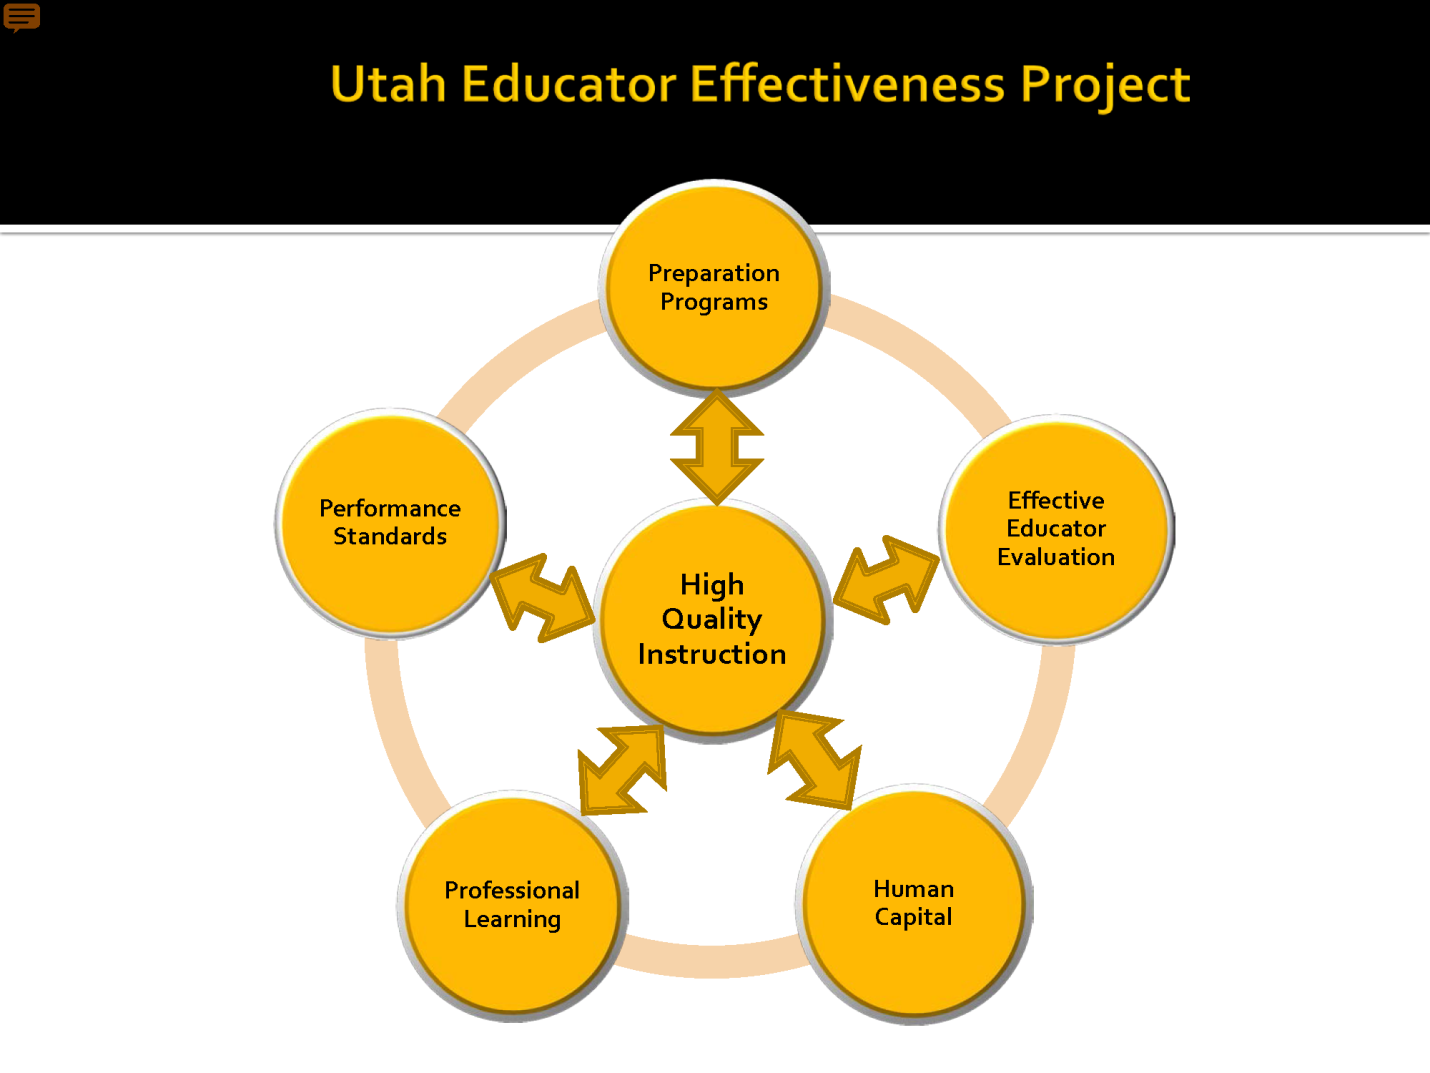 Utah Educator Effectiveness Project
Preparation
Programs
Performance
Standards
Effective
Educator
Evaluation
High
Quality
Instruction
Professional
Learning
Human
Capital